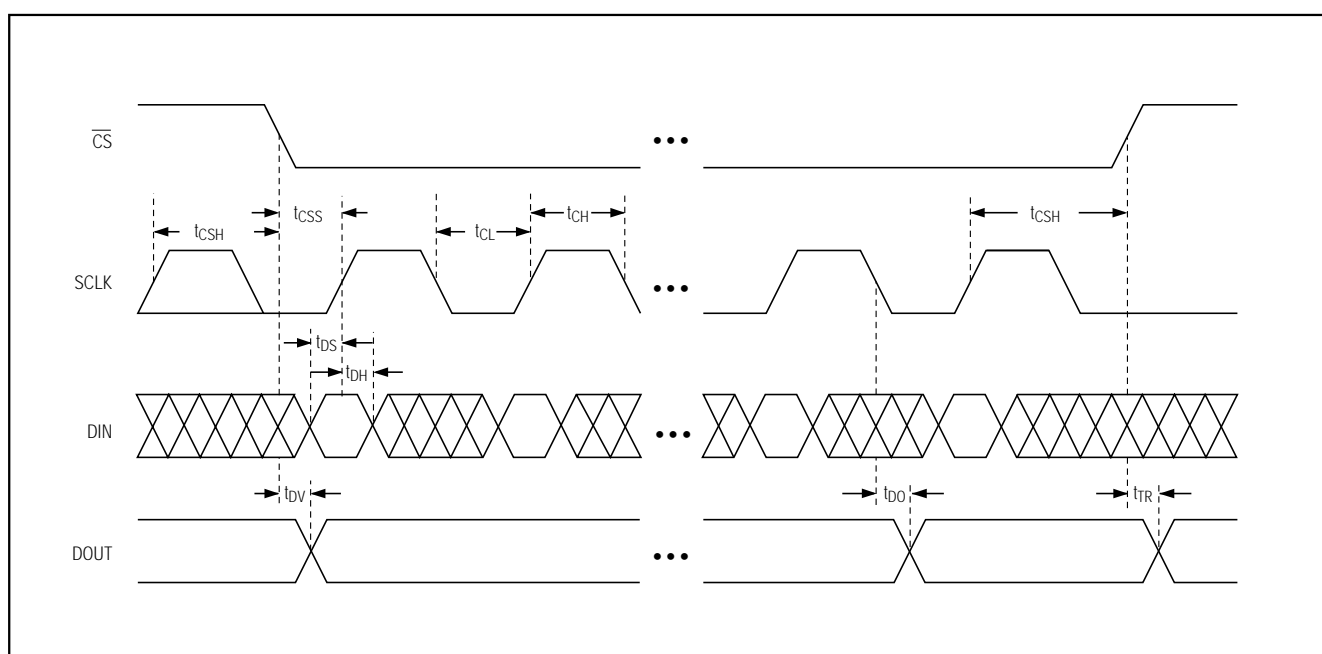 CS
tCSH
tCSS
tCL
tCH
tCSH
SCLK
tDS
tDH
DIN
tDV
tDO
tTR
DOUT